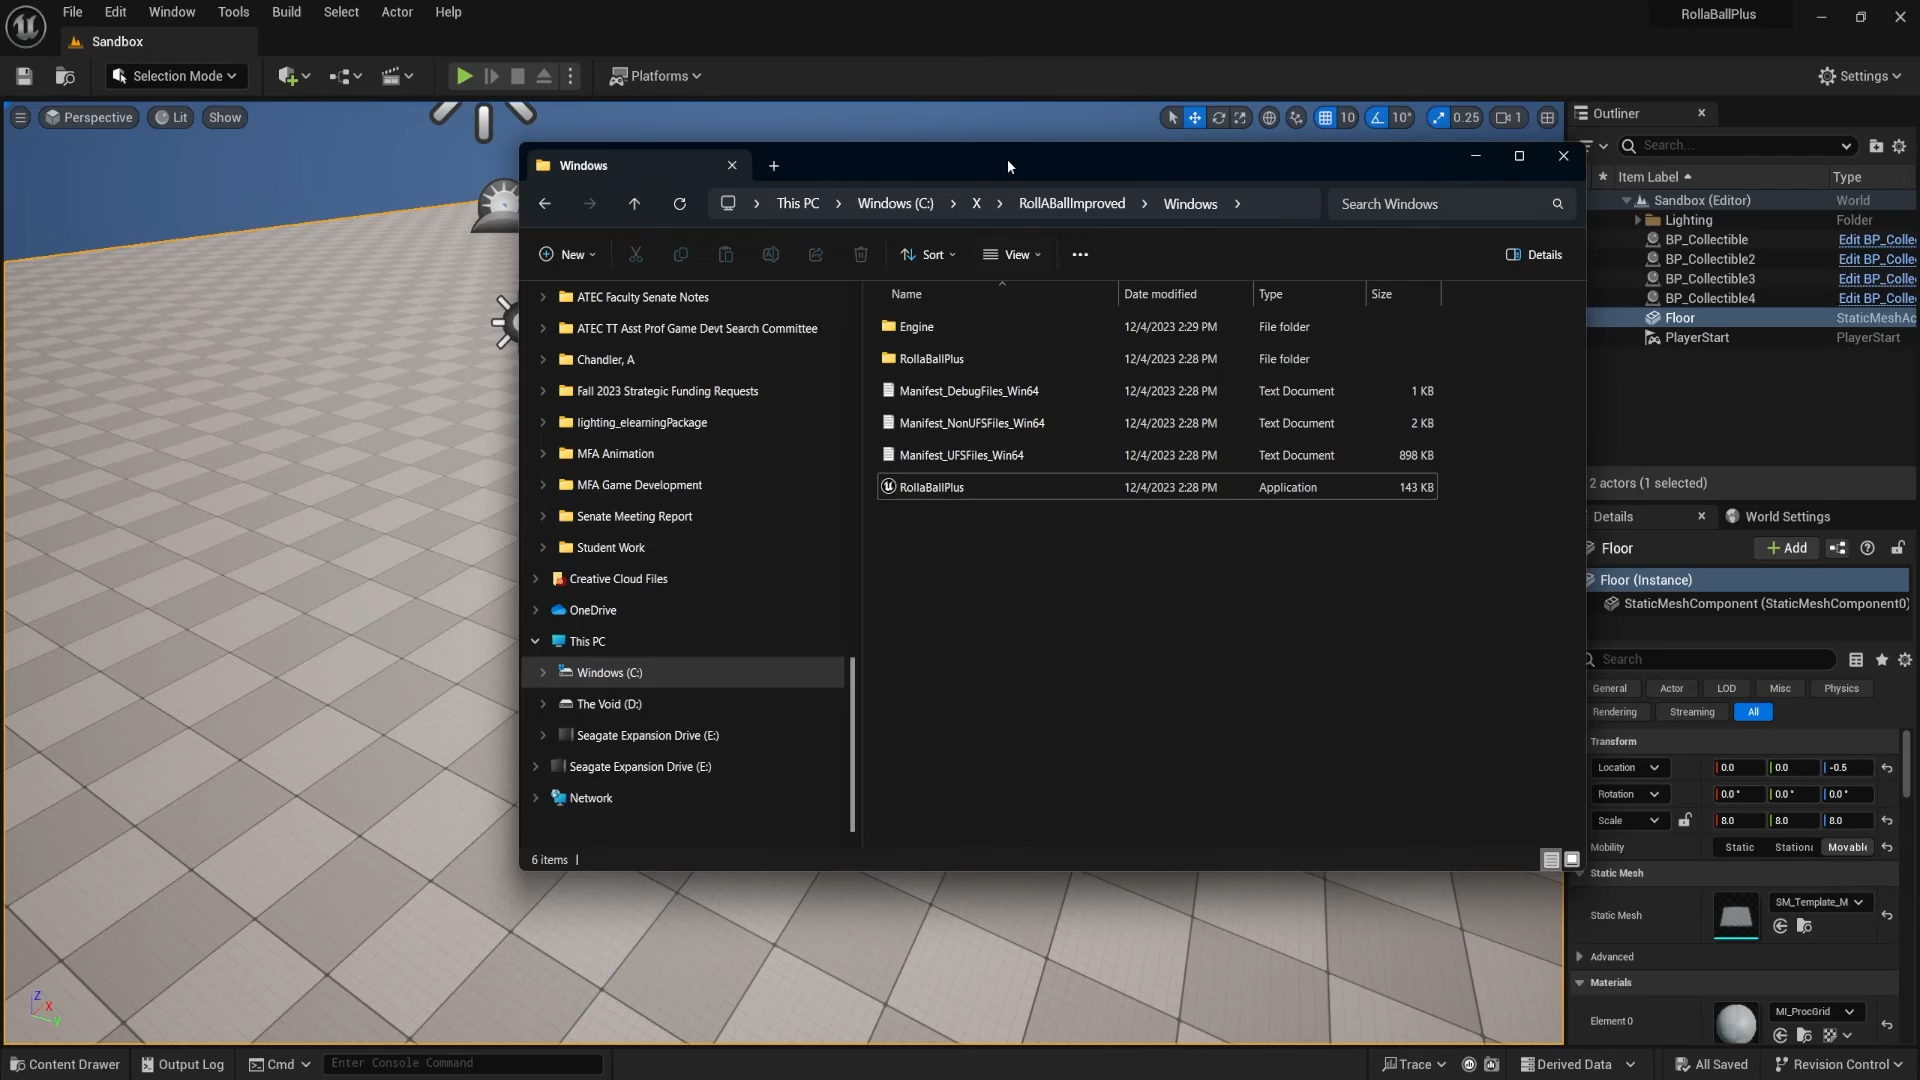 File Edit Window Tools Build Select Actor Help
RollaBallPlus
Sandbox
Selection Mode
Platforms
Settings
Perspective Lit Show
10 10° 0.25 1
Outliner
Search...
Item Label Type
Sandbox (Editor) World
Lighting Folder
BP_Collectible Edit BP_Colle
BP_Collectible2 Edit BP_Colle
BP_Collectible3 Edit BP_Colle
BP_Collectible4 Edit BP_Colle
Floor StaticMeshAc
PlayerStart PlayerStart
2 actors (1 selected)
Windows
This PC > Windows (C:) > X > RollABallImproved > Windows >
Search Windows
New Sort View ... Details
ATEC Faculty Senate Notes
ATEC TT Asst Prof Game Devt Search Committee
Chandler, A
Fall 2023 Strategic Funding Requests
lighting_elearningPackage
MFA Animation
MFA Game Development
Senate Meeting Report
Student Work
Creative Cloud Files
OneDrive
This PC
Windows (C:)
The Void (D:)
Seagate Expansion Drive (E:)
Seagate Expansion Drive (E:)
Network
Name Date modified Type Size
Engine 12/4/2023 2:29 PM File folder
RollaBallPlus 12/4/2023 2:28 PM File folder
Manifest_DebugFiles_Win64 12/4/2023 2:28 PM Text Document 1 KB
Manifest_NonUFSFiles_Win64 12/4/2023 2:28 PM Text Document 2 KB
Manifest_UFSFiles_Win64 12/4/2023 2:28 PM Text Document 898 KB
RollaBallPlus 12/4/2023 2:28 PM Application 143 KB
6 items
Details World Settings
Floor
Add
Floor (Instance)
StaticMeshComponent (StaticMeshComponent0)
Search
General Actor LOD Misc Physics
Rendering Streaming All
Transform
Location 0.0 0.0 -0.5
Rotation 0.0 ° 0.0 ° 0.0 °
Scale 8.0 8.0 8.0
Mobility Static Stationa Movable
Static Mesh
Static Mesh SM_Template_M
Advanced
Materials
Element 0 MI_ProcGrid
Z X Y
Content Drawer Output Log Cmd Enter Console Command
Trace Derived Data All Saved Revision Control